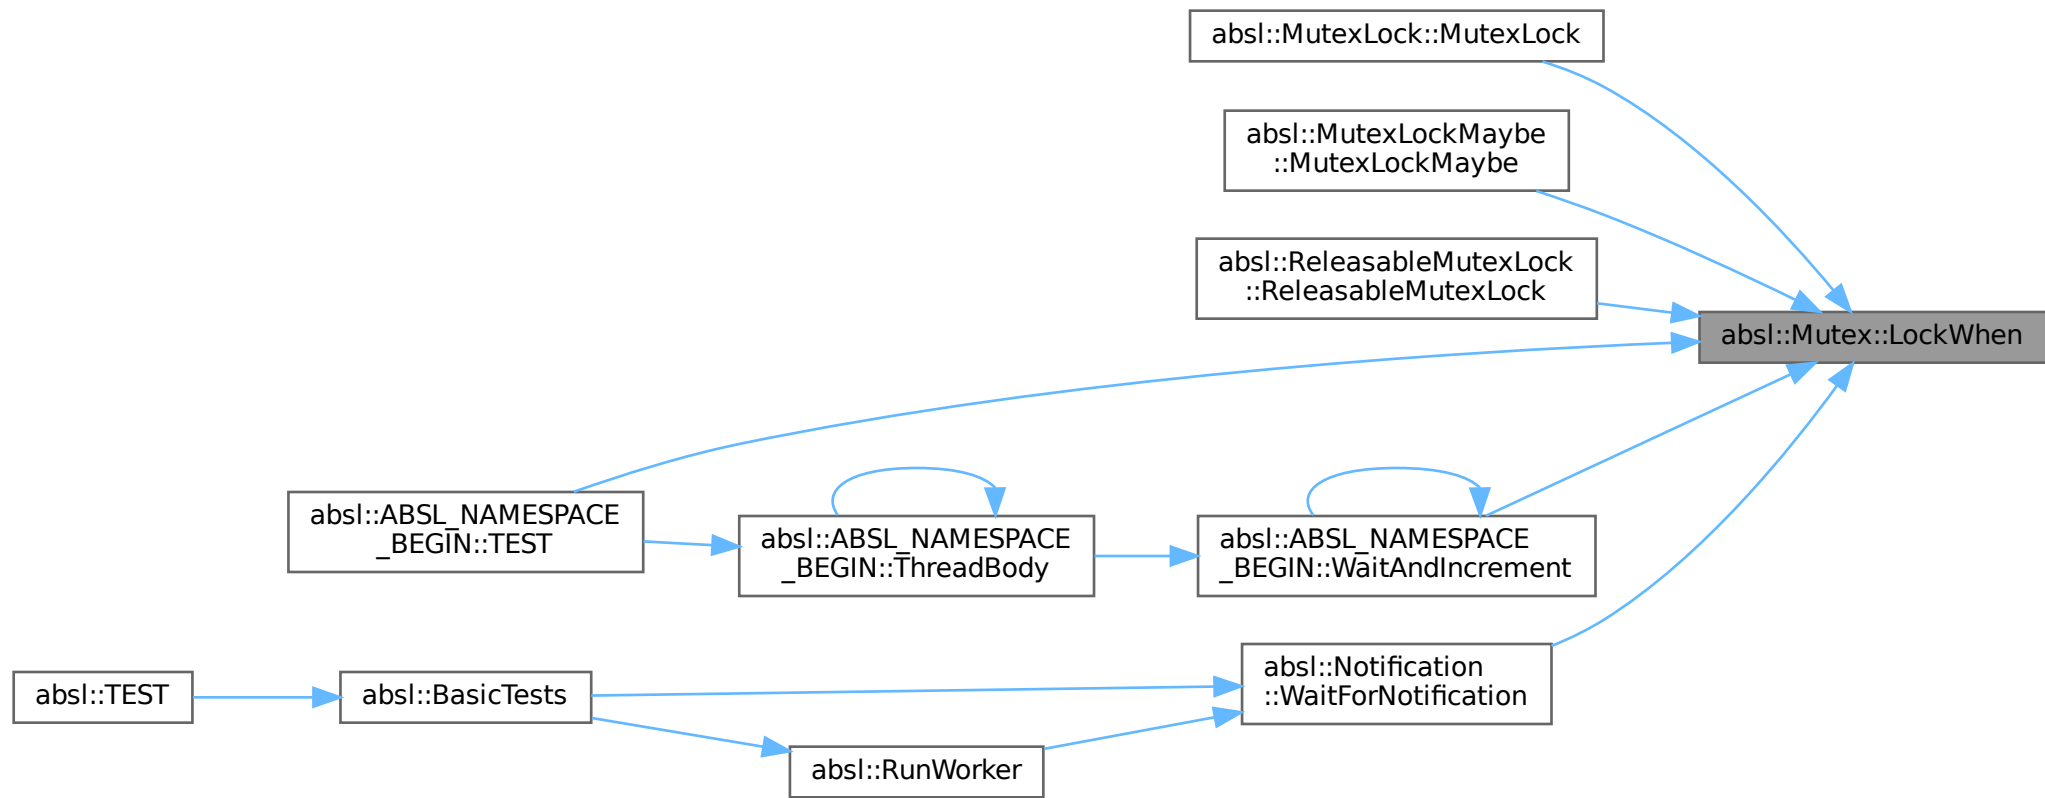 absl::MutexLock::MutexLock
absl::MutexLockMaybe
::MutexLockMaybe
absl::ReleasableMutexLock
::ReleasableMutexLock
absl::Mutex::LockWhen
absl::ABSL_NAMESPACE
_BEGIN::TEST
absl::ABSL_NAMESPACE
_BEGIN::ThreadBody
absl::ABSL_NAMESPACE
_BEGIN::WaitAndIncrement
absl::TEST
absl::BasicTests
absl::Notification
::WaitForNotification
absl::RunWorker